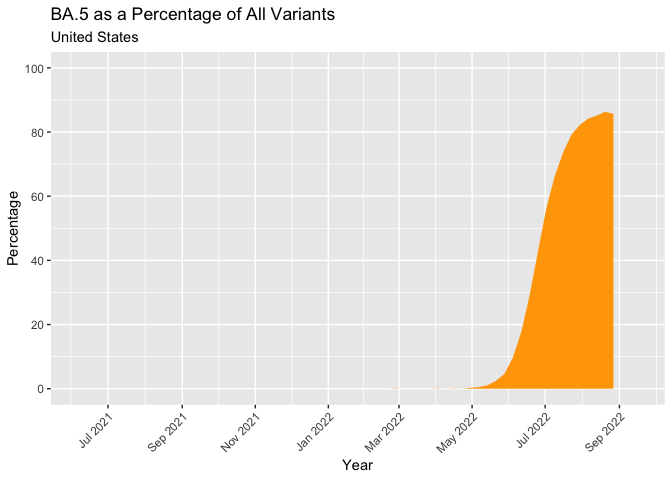 BA.5 as a Percentage of All Variants
United States
100
80
60
40
20
0
Percentage
Jul 2021
Sep 2021
Nov 2021
Jan 2022
Mar 2022
May 2022
Jul 2022
Sep 2022
Year